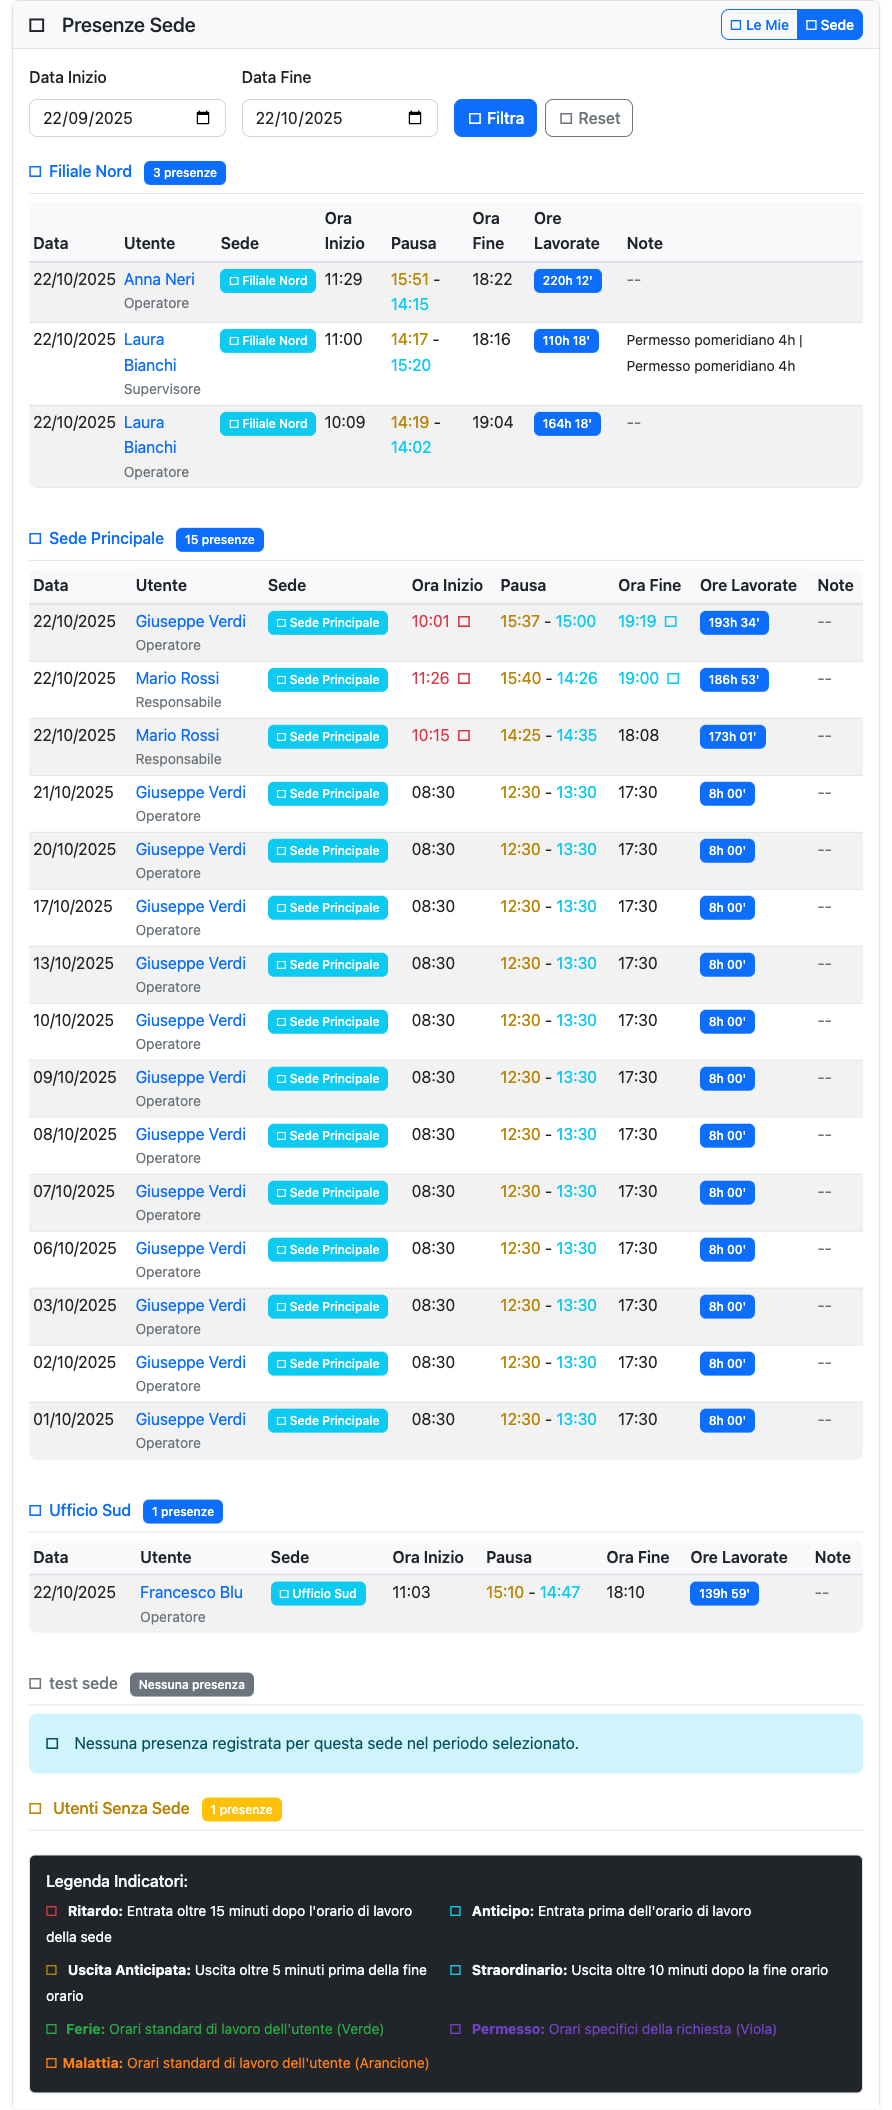 Presenze Sede
Le Mie
Sede
Data Inizio
Data Fine
22/09/2025
22/10/2025
Filtra
Reset
Filiale Nord
3 presenze
Data Utente Sede Ora Inizio Pausa Ora Fine Ore Lavorate Note
22/10/2025 Anna Neri Filiale Nord 11:29 15:51 - 14:15 18:22 220h 12' --
Operatore
22/10/2025 Laura Bianchi Filiale Nord 11:00 14:17 - 15:20 18:16 110h 18' Permesso pomeridiano 4h | Permesso pomeridiano 4h
Supervisore
22/10/2025 Laura Bianchi Filiale Nord 10:09 14:19 - 14:02 19:04 164h 18' --
Operatore
Sede Principale
15 presenze
Data Utente Sede Ora Inizio Pausa Ora Fine Ore Lavorate Note
22/10/2025 Giuseppe Verdi Sede Principale 10:01 15:37 - 15:00 19:19 193h 34' --
Operatore
22/10/2025 Mario Rossi Sede Principale 11:26 15:40 - 14:26 19:00 186h 53' --
Responsabile
22/10/2025 Mario Rossi Sede Principale 10:15 14:25 - 14:35 18:08 173h 01' --
Responsabile
21/10/2025 Giuseppe Verdi Sede Principale 08:30 12:30 - 13:30 17:30 8h 00' --
Operatore
20/10/2025 Giuseppe Verdi Sede Principale 08:30 12:30 - 13:30 17:30 8h 00' --
Operatore
17/10/2025 Giuseppe Verdi Sede Principale 08:30 12:30 - 13:30 17:30 8h 00' --
Operatore
13/10/2025 Giuseppe Verdi Sede Principale 08:30 12:30 - 13:30 17:30 8h 00' --
Operatore
10/10/2025 Giuseppe Verdi Sede Principale 08:30 12:30 - 13:30 17:30 8h 00' --
Operatore
09/10/2025 Giuseppe Verdi Sede Principale 08:30 12:30 - 13:30 17:30 8h 00' --
Operatore
08/10/2025 Giuseppe Verdi Sede Principale 08:30 12:30 - 13:30 17:30 8h 00' --
Operatore
07/10/2025 Giuseppe Verdi Sede Principale 08:30 12:30 - 13:30 17:30 8h 00' --
Operatore
06/10/2025 Giuseppe Verdi Sede Principale 08:30 12:30 - 13:30 17:30 8h 00' --
Operatore
03/10/2025 Giuseppe Verdi Sede Principale 08:30 12:30 - 13:30 17:30 8h 00' --
Operatore
02/10/2025 Giuseppe Verdi Sede Principale 08:30 12:30 - 13:30 17:30 8h 00' --
Operatore
01/10/2025 Giuseppe Verdi Sede Principale 08:30 12:30 - 13:30 17:30 8h 00' --
Operatore
Ufficio Sud
1 presenze
Data Utente Sede Ora Inizio Pausa Ora Fine Ore Lavorate Note
22/10/2025 Francesco Blu Ufficio Sud 11:03 15:10 - 14:47 18:10 139h 59' --
Operatore
test sede
Nessuna presenza
Nessuna presenza registrata per questa sede nel periodo selezionato.
Utenti Senza Sede
1 presenze
Legenda Indicatori:
Ritardo: Entrata oltre 15 minuti dopo l'orario di lavoro
della sede
Anticipo: Entrata prima dell'orario di lavoro
Uscita Anticipata: Uscita oltre 5 minuti prima della fine
orario
Straordinario: Uscita oltre 10 minuti dopo la fine orario
Ferie: Orari standard di lavoro dell'utente (Verde)
Permesso: Orari specifici della richiesta (Viola)
Malattia: Orari standard di lavoro dell'utente (Arancione)